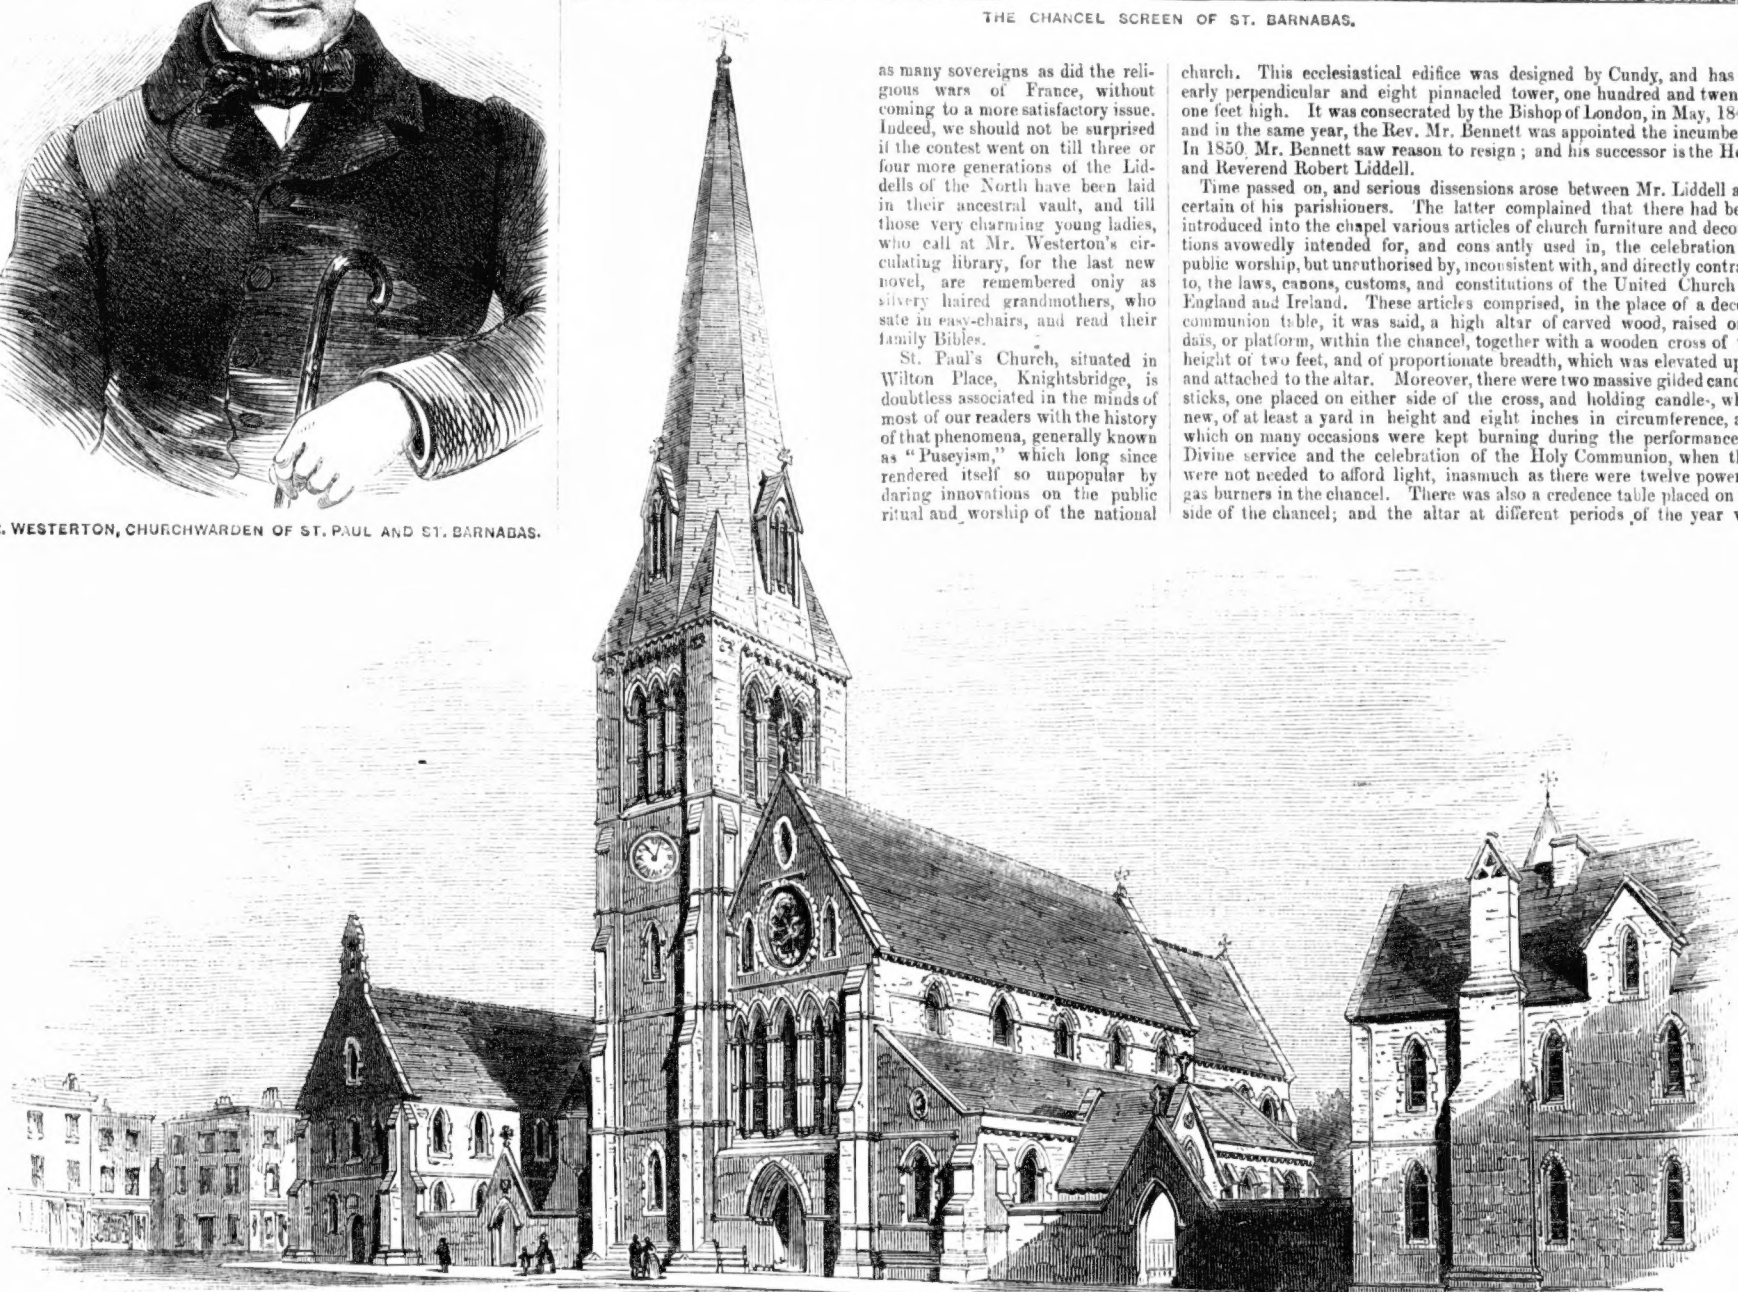 THE CHANCEL SCREEN OF ST. BARNABAS.
WESTERTON, CHURCHWARDEN OF ST. PAUL AND ST. BARNABAS.
as many sovereigns as did the reli-
gious wars of France, without
coming to a more satisfactory issue.
Indeed, we should not be surprised
if the contest went on till three or
four more generations of the Lid-
dells of the North have been laid
in their ancestral vault, and till
those very charming young ladies,
who call at Mr. Westerton's cir-
culating library, for the last new
novel, are remembered only as
silvery haired grandmothers, who
sate in easy-chairs, and read their
family Bibles.
St. Paul's Church, situated in
Wilton Place, Knightsbridge, is
doubtless associated in the minds of
most of our readers with the history
of that phenomena, generally known
as "Puseyism," which long since
rendered itself so unpopular by
daring innovations on the public
ritual and worship of the national
church. This ecclesiastical edifice was designed by Cundy, and has
early perpendicular and eight pinnacled tower, one hundred and twen
one feet high. It was consecrated by the Bishop of London, in May, 18
and in the same year, the Rev. Mr. Bennett was appointed the incumbe
In 1850, Mr. Bennett saw reason to resign; and his successor is the H
and Reverend Robert Liddell.
Time passed on, and serious dissensions arose between Mr. Liddell a
certain of his parishioners. The latter complained that there had be
introduced into the chapel various articles of church furniture and deco
tions avowedly intended for, and cons antly used in, the celebration
public worship, but unauthorised by, inconsistent with, and directly contr
to, the laws, canons, customs, and constitutions of the United Church
England and Ireland. These articles comprised, in the place of a dec
communion table, it was said, a high altar of carved wood, raised o
dais, or platform, within the chancel, together with a wooden cross of
height of two feet, and of proportionate breadth, which was elevated up
and attached to the altar. Moreover, there were two massive gilded cand
sticks, one placed on either side of the cross, and holding candle-, wh
new, of at least a yard in height and eight inches in circumference, a
which on many occasions were kept burning during the performance
Divine service and the celebration of the Holy Communion, when th
were not needed to afford light, inasmuch as there were twelve power
gas burners in the chancel. There was also a credence table placed on
side of the chancel; and the altar at different periods of the year w